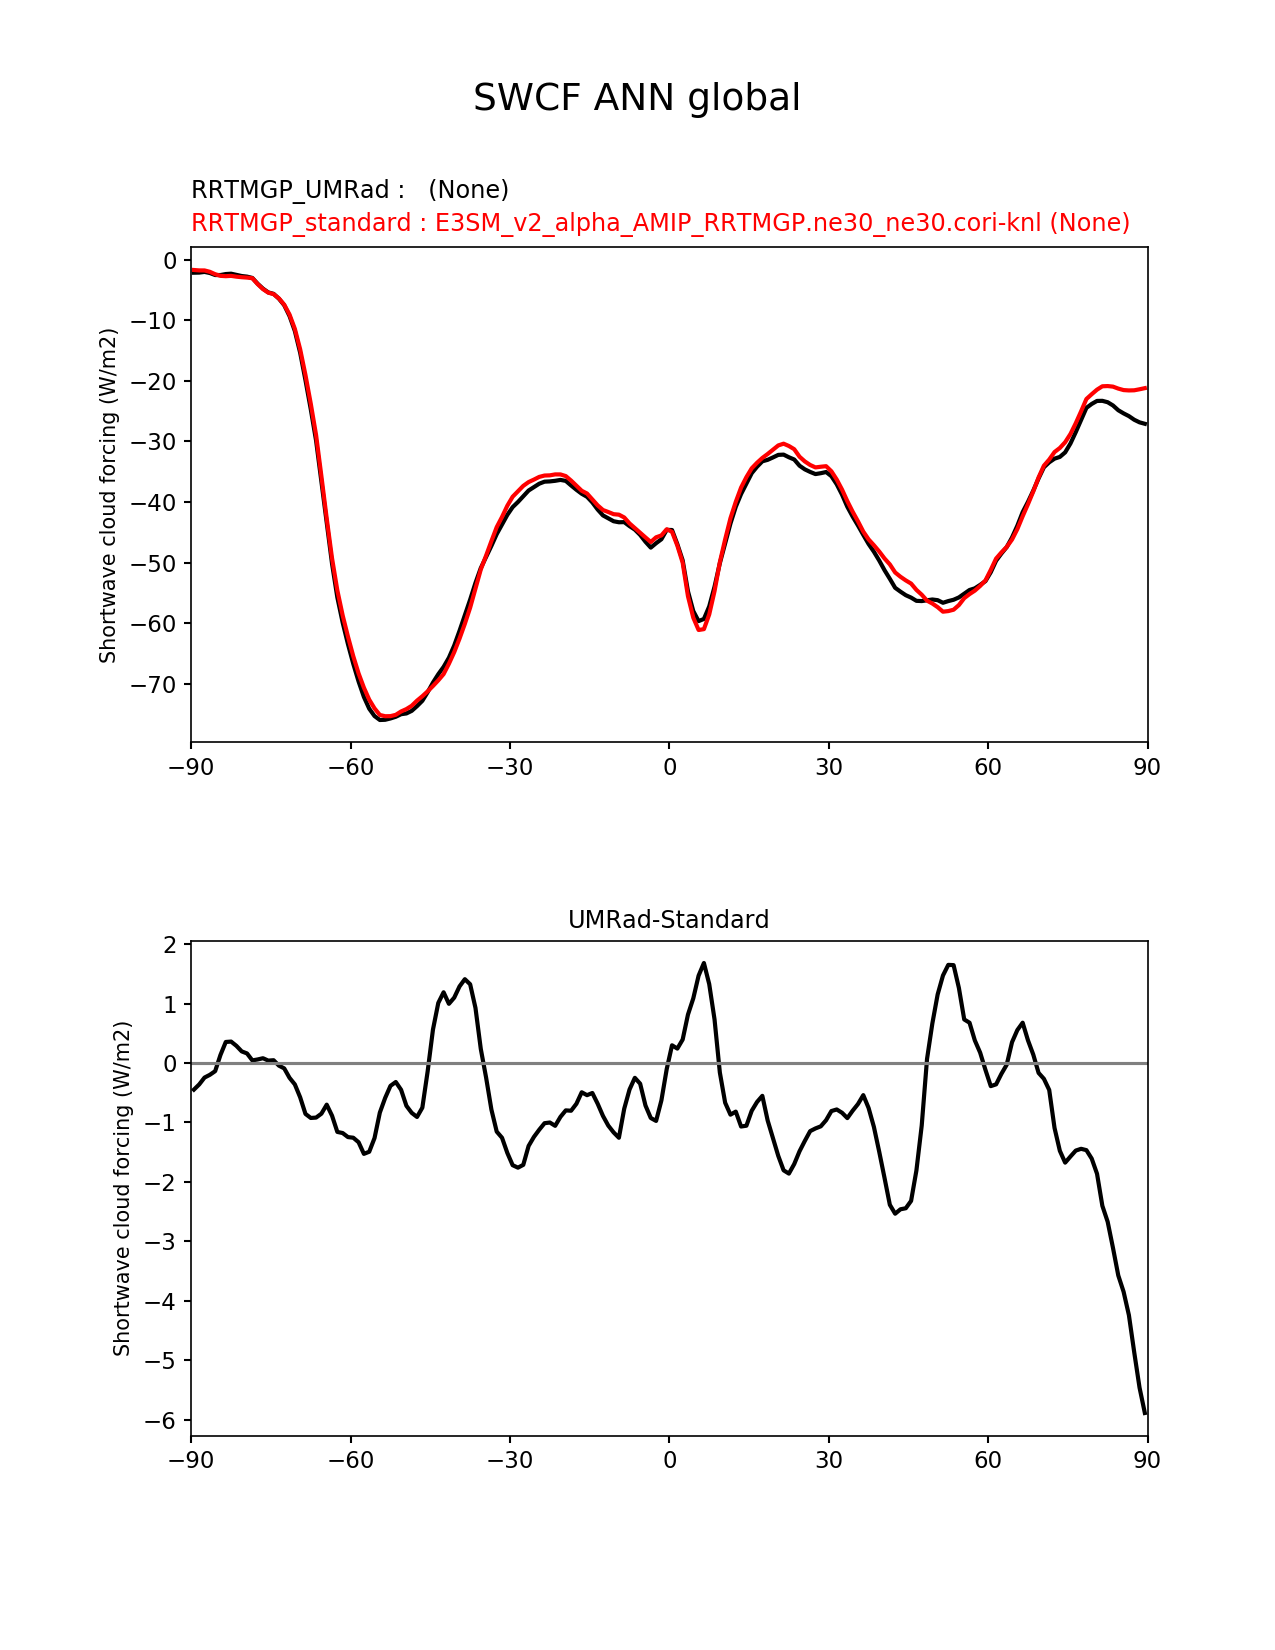 SWCF ANN global
RRTMGP_UMRad :   (None)
RRTMGP_standard : E3SM_v2_alpha_AMIP_RRTMGP.ne30_ne30.cori-knl (None)
Shortwave cloud forcing (W/m2)
0
−10
−20
−30
−40
−50
−60
−70
−90 −60 −30 0 30 60 90
UMRad-Standard
Shortwave cloud forcing (W/m2)
2
1
0
−1
−2
−3
−4
−5
−6
−90 −60 −30 0 30 60 90